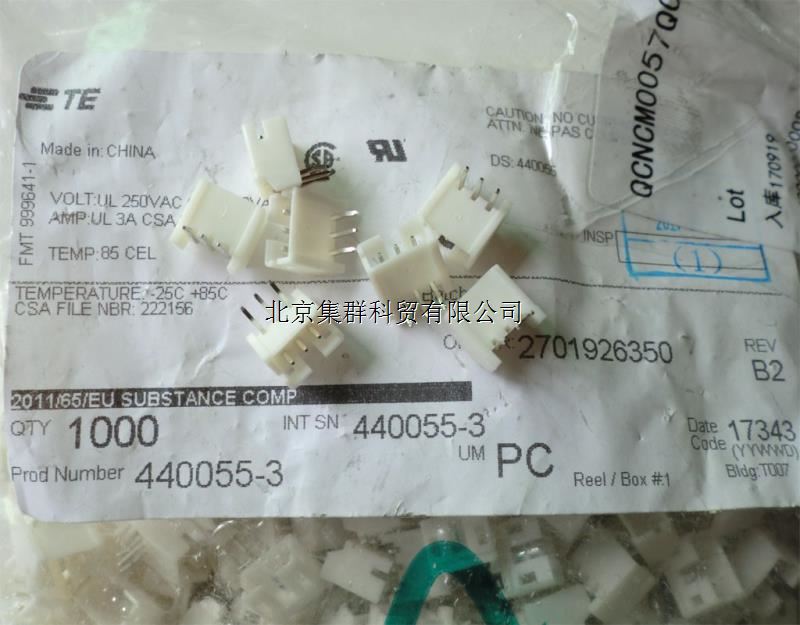 TE
Made in: CHINA
FMT 999641-1
VOLT:UL 250VAC
AMP:UL 3A CSA
TEMP:85 CEL
TEMPERATURE: -25C +85C
CSA FILE NBR: 222156
CAUTION: NO
ATTN. NE PAS
DS: 440055
INSP
QCNCM0057QC
Lot
入库170919
北京集群科贸有限公司
2701926350
REV
B2
2011/65/EU SUBSTANCE COMP
QTY 1000
INT SN 440055-3
UM PC
Prod Number 440055-3
Reel / Box #:1
Date Code 17343
(YYWWD)
Bldg:T007